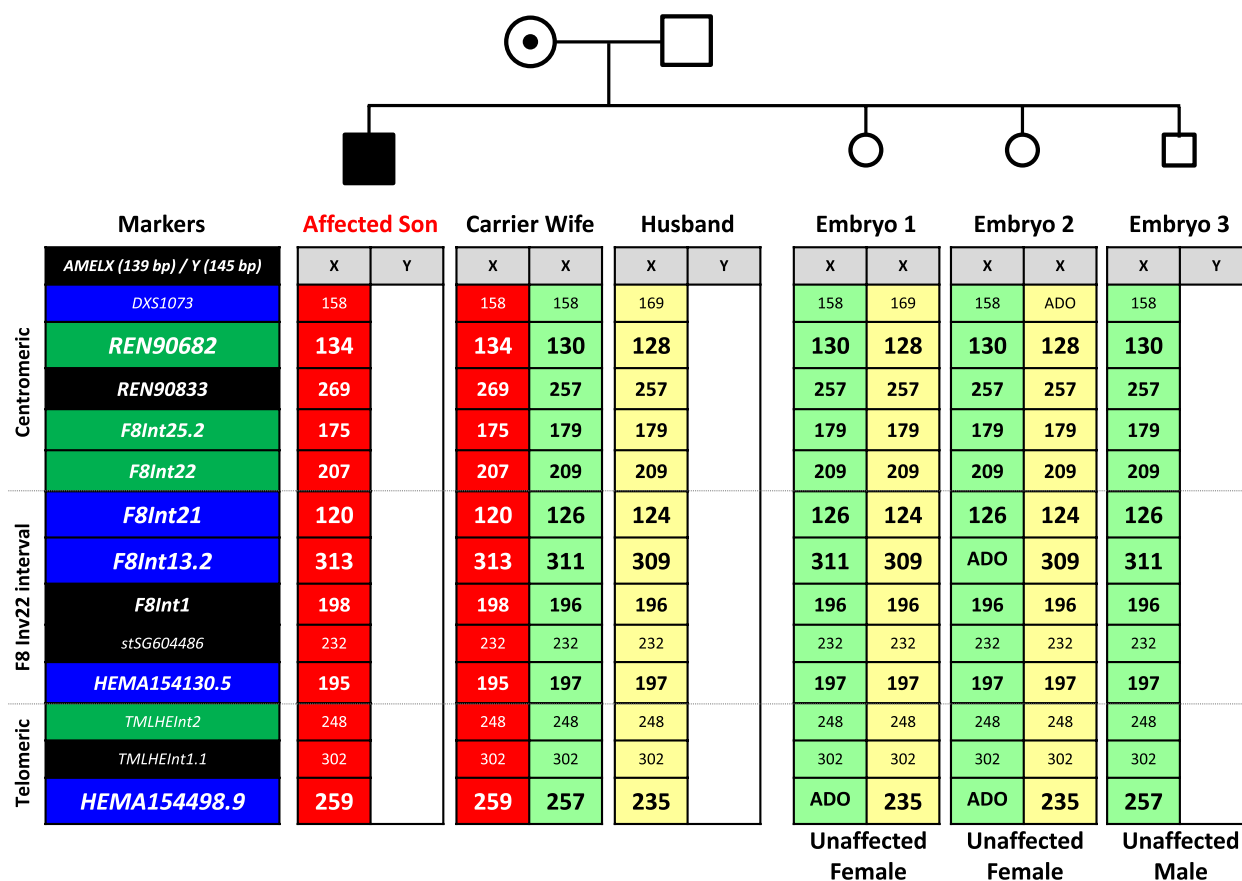 Markers Affected Son Carrier Wife Husband Embryo 1 Embryo 2 Embryo 3
AMELX (139 bp) / Y (145 bp) X Y X X X Y X X X X X Y
Centromeric
DXS1073 158 158 158 169 158 169 158 ADO 158
REN90682 134 134 130 128 130 128 130 128 130
REN90833 269 269 257 257 257 257 257 257 257
F8Int25.2 175 175 179 179 179 179 179 179 179
F8Int22 207 207 209 209 209 209 209 209 209
F8 Inv22 interval
F8Int21 120 120 126 124 126 124 126 124 126
F8Int13.2 313 313 311 309 311 309 ADO 309 311
F8Int1 198 198 196 196 196 196 196 196 196
stSG604486 232 232 232 232 232 232 232 232 232
HEMA154130.5 195 195 197 197 197 197 197 197 197
Telomeric
TMLHEInt2 248 248 248 248 248 248 248 248 248
TMLHEInt1.1 302 302 302 302 302 302 302 302 302
HEMA154498.9 259 259 257 235 ADO 235 ADO 235 257
Unaffected Unaffected Unaffected
Female Female Male